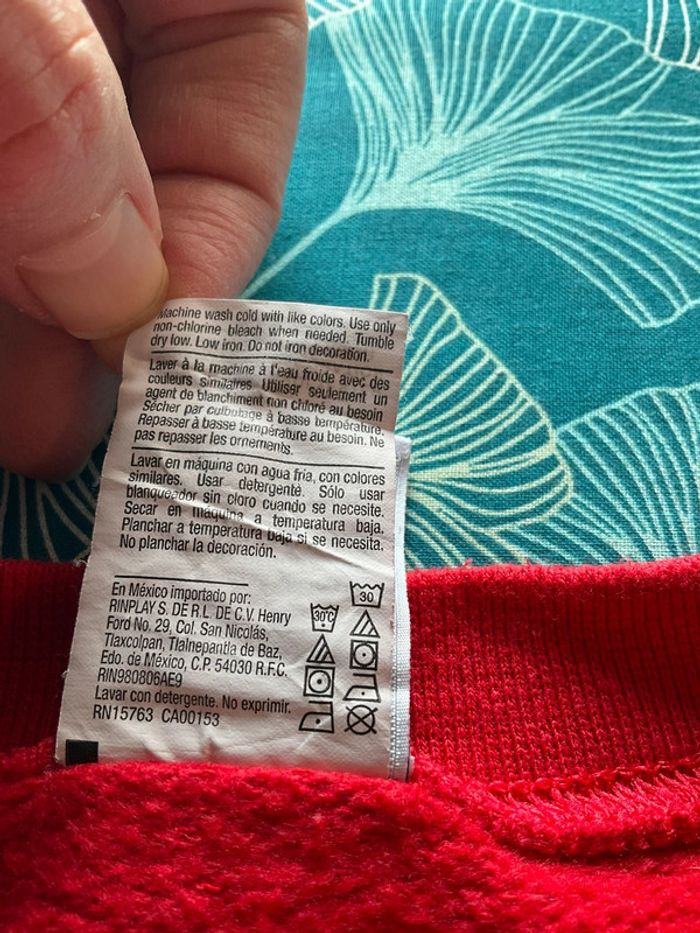 Machine wash cold with like colors. Use only
non-chlorine bleach when needed. Tumble
dry low. Low iron. Do not iron decoration.
Laver à la machine à l'eau froide avec des
couleurs similaires. Utiliser seulement un
agent de blanchiment non chloré au besoin
Sécher par culbutage à basse température.
Repasser à basse température au besoin. Ne
pas repasser les ornements.
Lavar en máquina con agua fria, con colores
similares. Usar detergente. Sólo usar
blanqueador sin cloro cuando se necesite.
Secar en máquina a temperatura baja.
Planchar a temperatura baja si se necesita.
No planchar la decoración.
En México importado por:
RINPLAY S. DE R.L. DE C.V. Henry
Ford No. 29, Col. San Nicolás,
Tlaxcolpan, Tlalnepantla de Baz,
Edo. de México, C.P. 54030 R.F.C.
RIN980806AE9
Lavar con detergente. No exprimir.
RN15763 CA00153
30°C
30